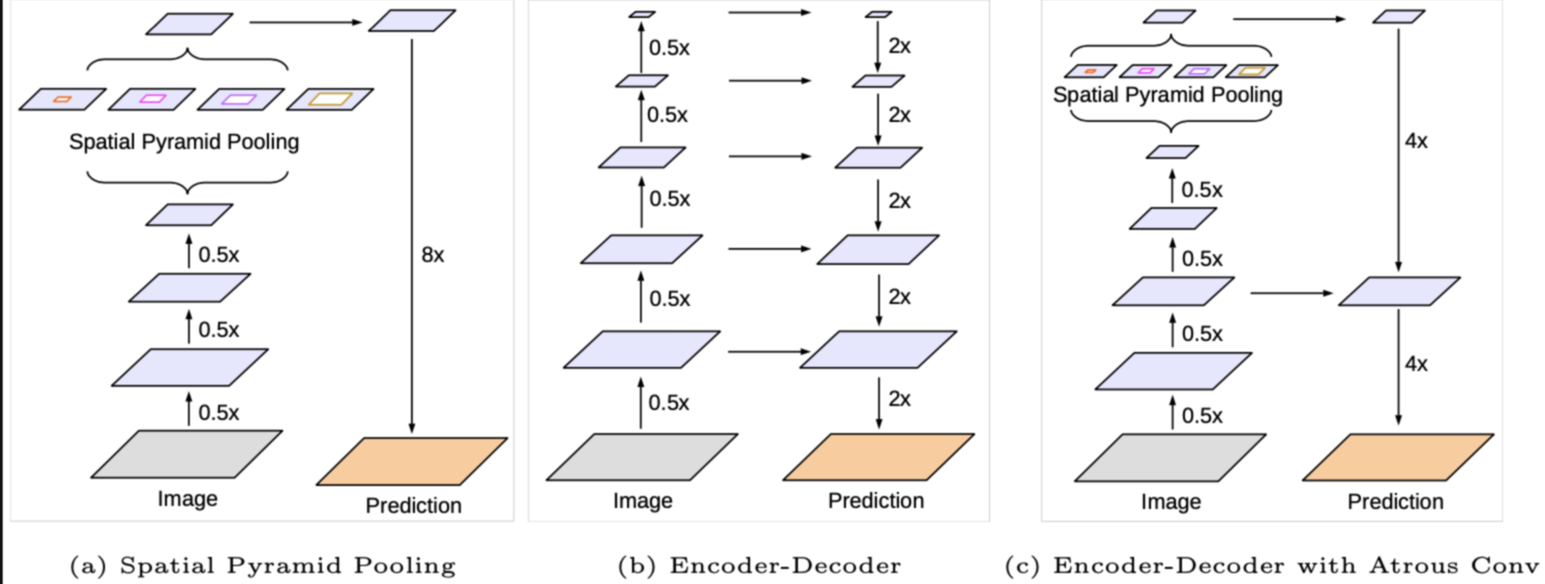 Spatial Pyramid Pooling
0.5x
0.5x
0.5x
8x
Image
Prediction
(a) Spatial Pyramid Pooling
0.5x
2x
0.5x
2x
0.5x
2x
0.5x
2x
0.5x
2x
Image
Prediction
(b) Encoder-Decoder
Spatial Pyramid Pooling
4x
0.5x
0.5x
0.5x
4x
0.5x
Image
Prediction
(c) Encoder-Decoder with Atrous Conv